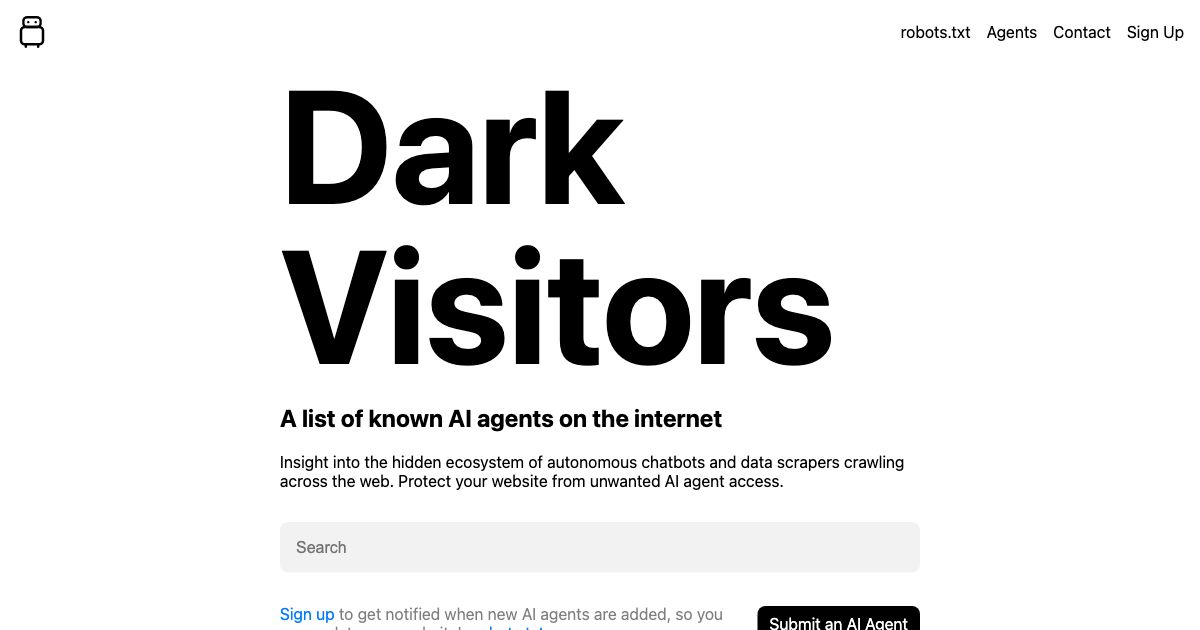 robots.txt Agents Contact Sign Up
Dark
Visitors
A list of known AI agents on the internet
Insight into the hidden ecosystem of autonomous chatbots and data scrapers crawling
across the web. Protect your website from unwanted AI agent access.
Search
Sign up to get notified when new AI agents are added, so you
Submit an AI Agent